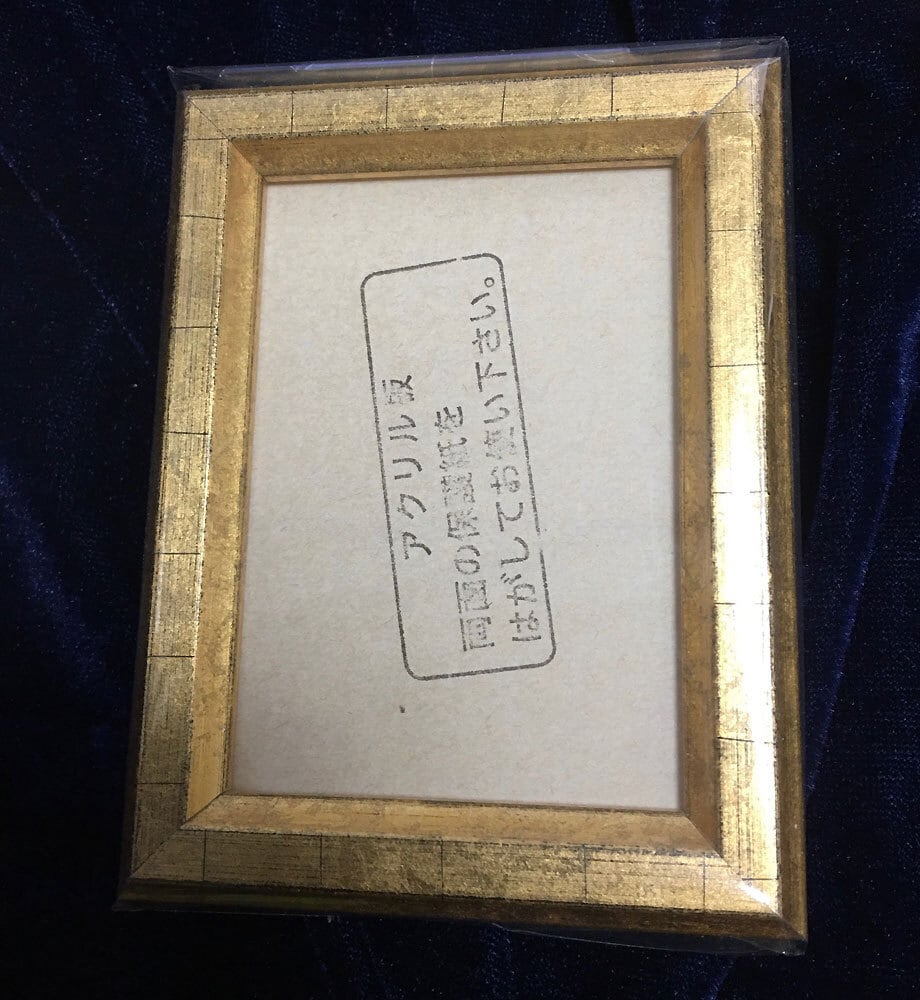 アクリル版
両面の保護紙を
はがしてお使い下さい。